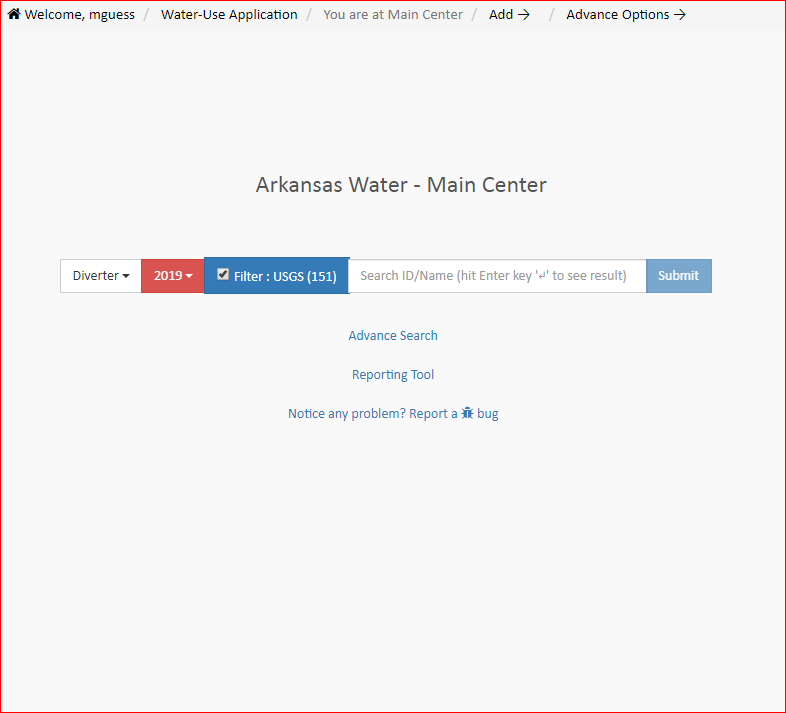 Welcome, mguess / Water-Use Application / You are at Main Center / Add → / Advance Options →
Arkansas Water - Main Center
Diverter 2019 Filter : USGS (151) Search ID/Name (hit Enter key '↵' to see result) Submit
Advance Search
Reporting Tool
Notice any problem? Report a bug